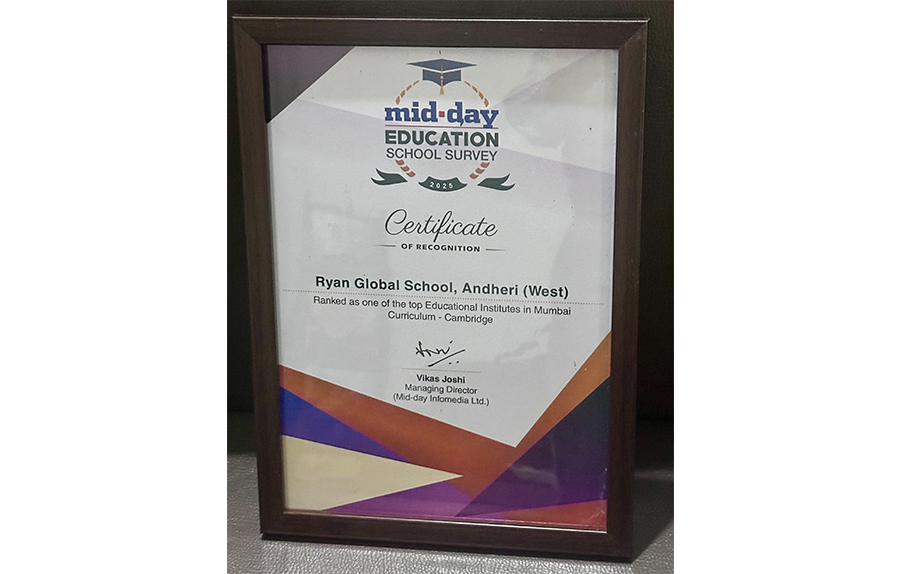 mid-day
EDUCATION
SCHOOL SURVEY
2025
Certificate
OF RECOGNITION
Ryan Global School, Andheri (West)
Ranked as one of the top Educational Institutes in Mumbai
Curriculum - Cambridge
Vikas Joshi
Managing Director
(Mid-day Infomedia Ltd.)